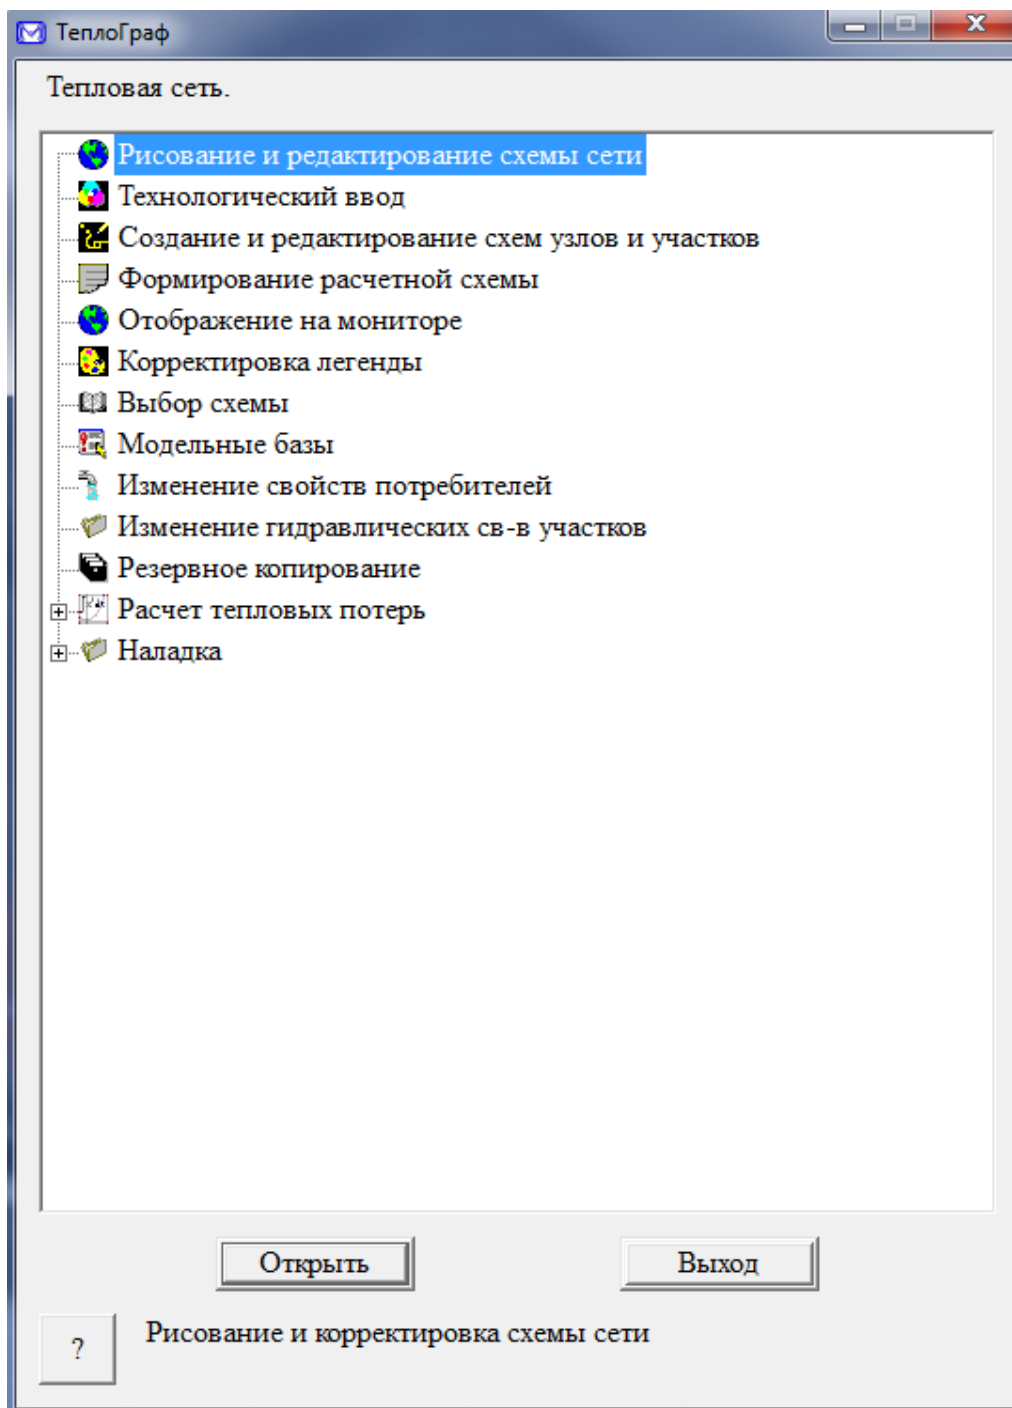 ТеплоГраф
Тепловая сеть.
Рисование и редактирование схемы сети
Технологический ввод
Создание и редактирование схем узлов и участков
Формирование расчетной схемы
Отображение на мониторе
Корректировка легенды
Выбор схемы
Модельные базы
Изменение свойств потребителей
Изменение гидравлических св-в участков
Резервное копирование
Расчет тепловых потерь
Наладка
Открыть
Выход
?
Рисование и корректировка схемы сети